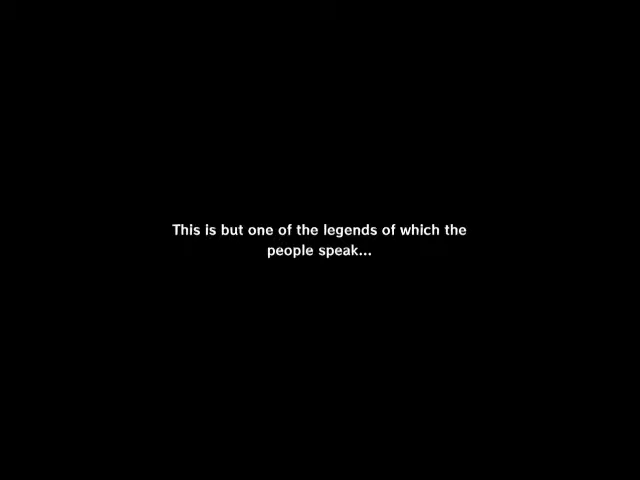 This is but one of the legends of which the
people speak...